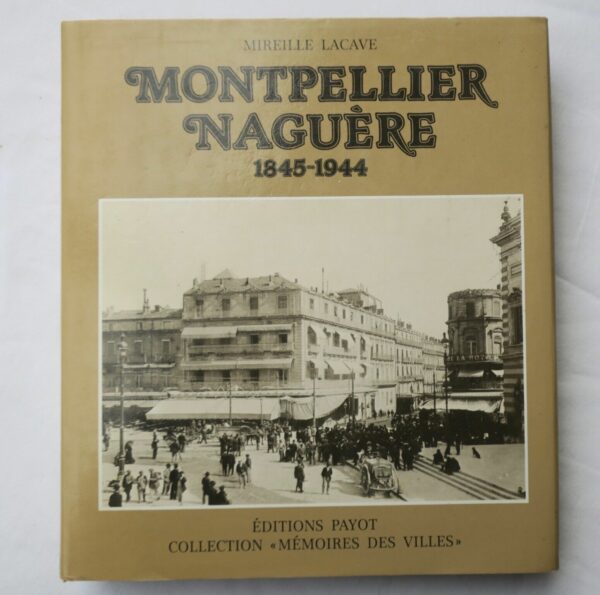 MIREILLE LACAVE
MONTPELLIER
NAGUÈRE
1845-1944
ÉDITIONS PAYOT
COLLECTION «MÉMOIRES DES VILLES»